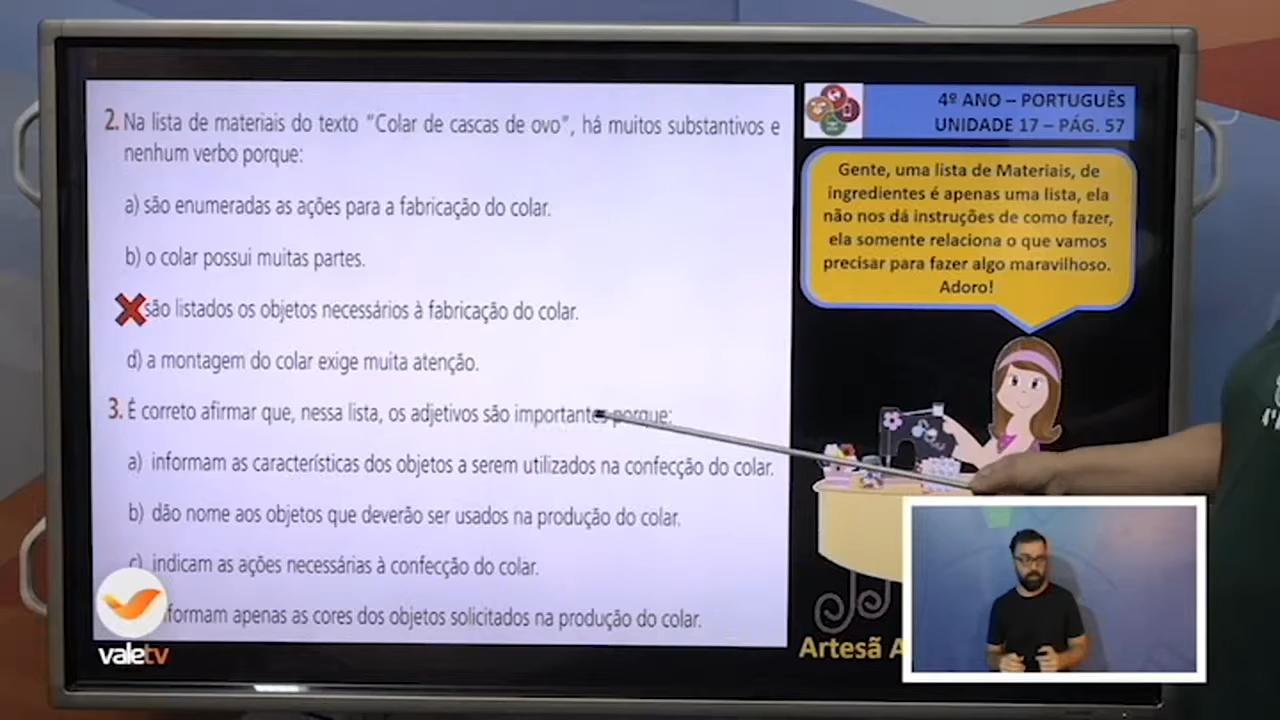 2. Na lista de materiais do texto “Colar de cascas de ovo”, há muitos substantivos e
nenhum verbo porque:
a) são enumeradas as ações para a fabricação do colar.
b) o colar possui muitas partes.
são listados os objetos necessários à fabricação do colar.
d) a montagem do colar exige muita atenção.
3. É correto afirmar que, nessa lista, os adjetivos são importantes porque:
a) informam as características dos objetos a serem utilizados na confecção do colar.
b) dão nome aos objetos que deverão ser usados na produção do colar.
c) indicam as ações necessárias à confecção do colar.
formam apenas as cores dos objetos solicitados na produção do colar.
valetv
4º ANO – PORTUGUÊS
UNIDADE 17 – PÁG. 57
Gente, uma lista de Materiais, de
ingredientes é apenas uma lista, ela
não nos dá instruções de como fazer,
ela somente relaciona o que vamos
precisar para fazer algo maravilhoso.
Adoro!
Artesã A